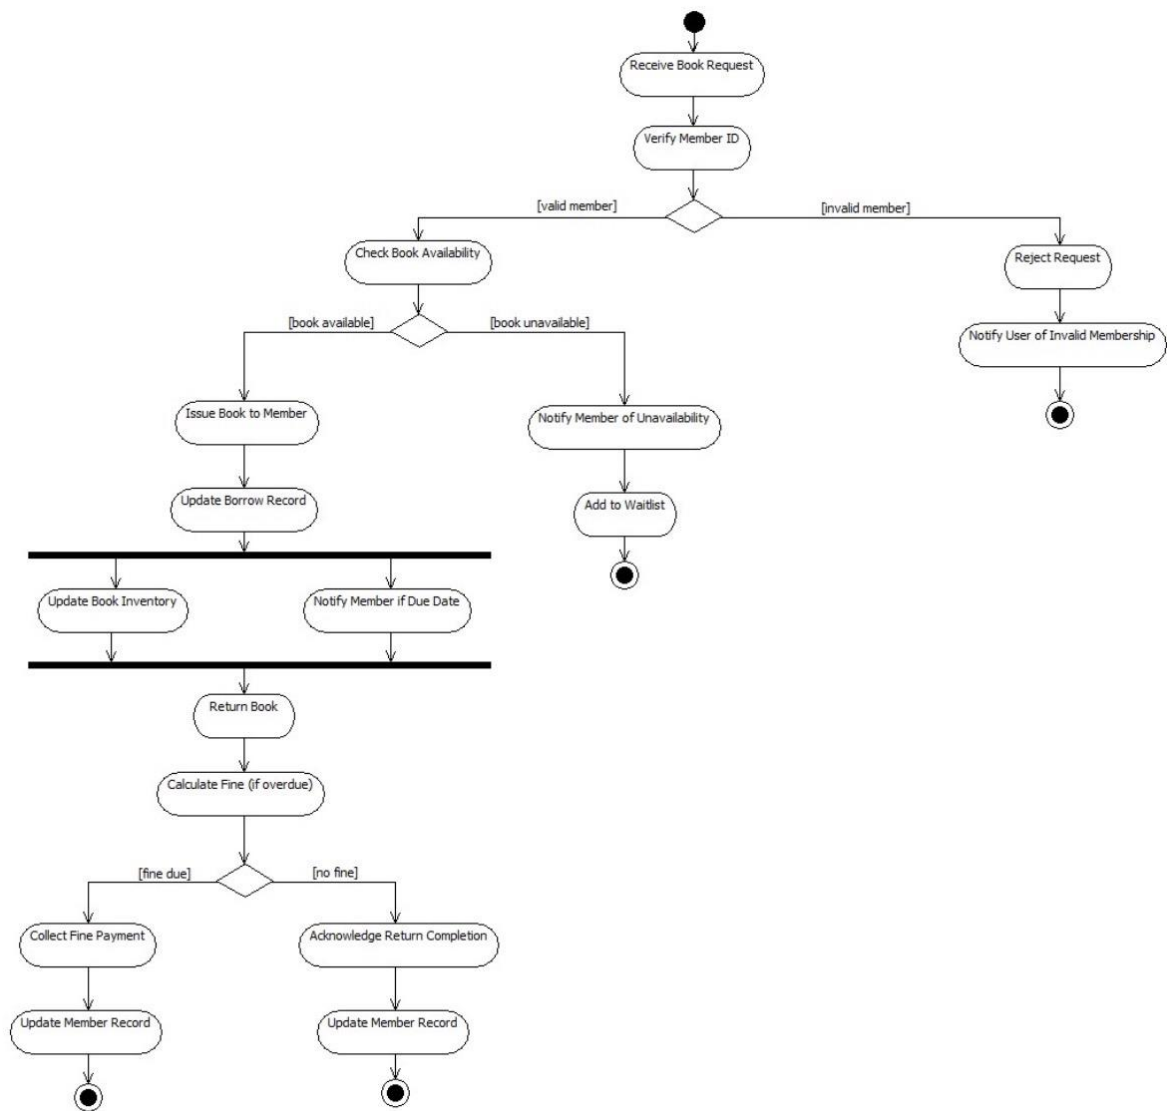 Receive Book Request
Verify Member ID
[valid member]
[invalid member]
Check Book Availability
Reject Request
[book available]
[book unavailable]
Notify User of Invalid Membership
Issue Book to Member
Notify Member of Unavailability
Update Borrow Record
Add to Waitlist
Update Book Inventory
Notify Member if Due Date
Return Book
Calculate Fine (if overdue)
[fine due]
[no fine]
Collect Fine Payment
Acknowledge Return Completion
Update Member Record
Update Member Record